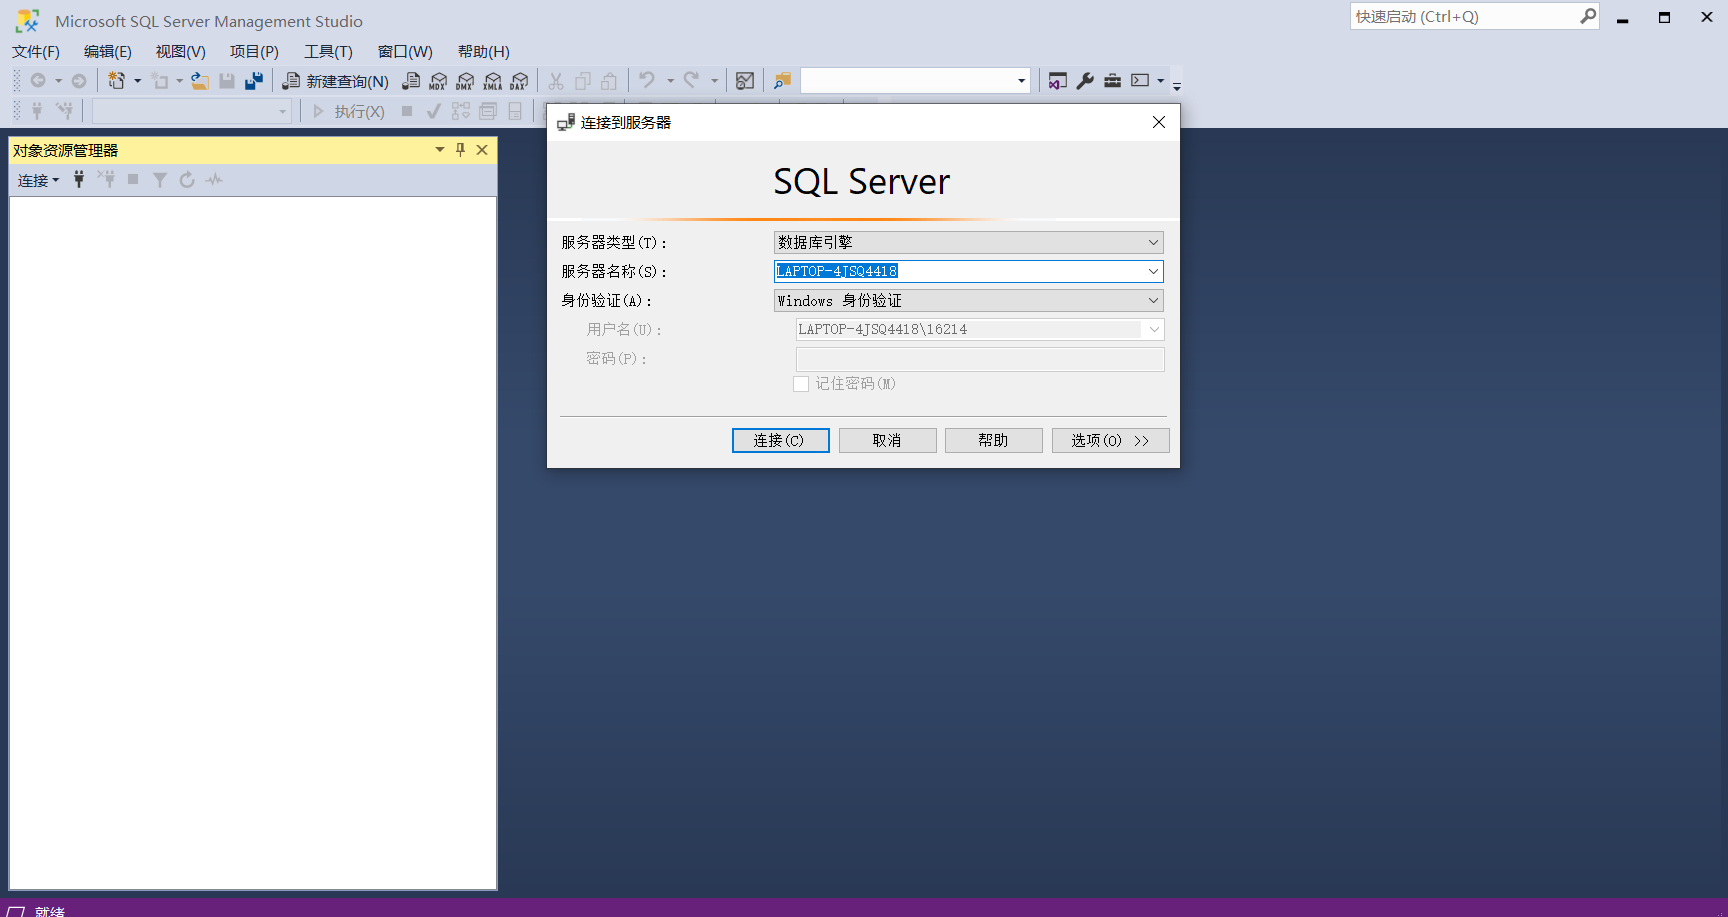 Microsoft SQL Server Management Studio
快速启动 (Ctrl+Q)
文件(F) 编辑(E) 视图(V) 项目(P) 工具(T) 窗口(W) 帮助(H)
新建查询(N) MDX DMX XMLA DAX
执行(X)
连接到服务器
对象资源管理器
连接
SQL Server
服务器类型(T): 数据库引擎
服务器名称(S): LAPTOP-4JSQ4418
身份验证(A): Windows 身份验证
用户名(U): LAPTOP-4JSQ4418\16214
密码(P):
记住密码(M)
连接(C) 取消 帮助 选项(O) >>
就绪